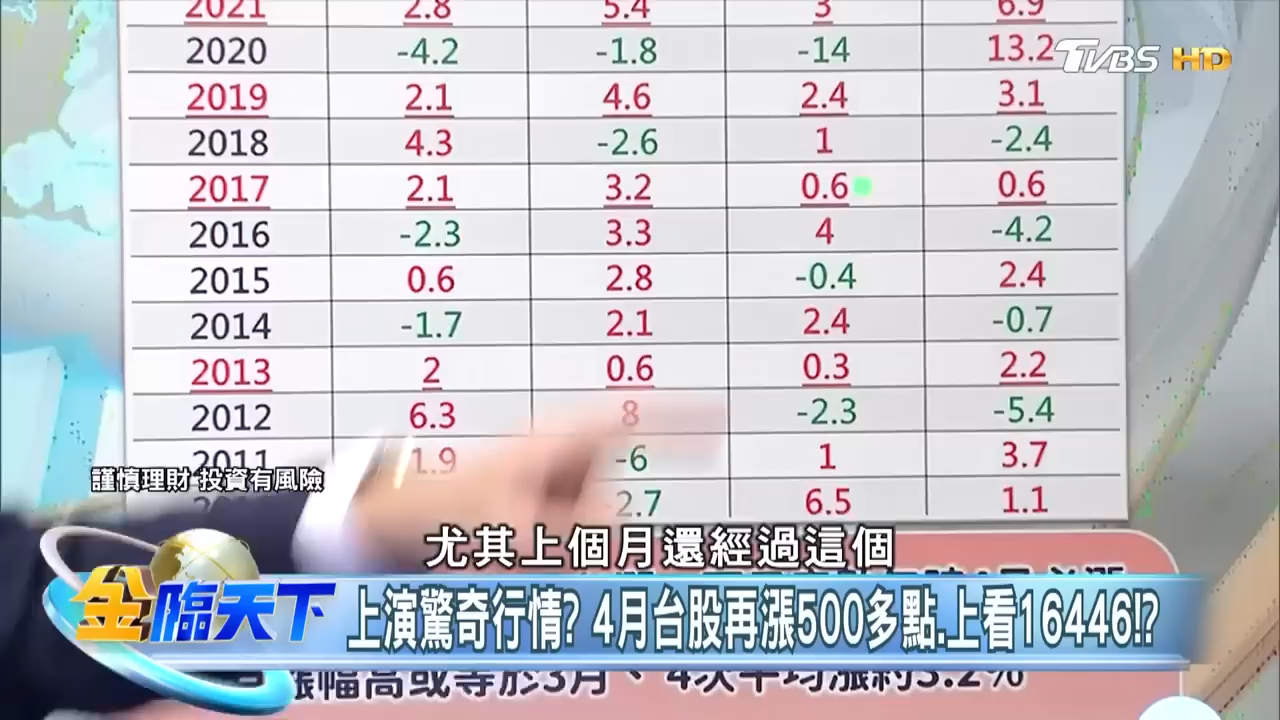 2021 2.8 5.4 3 6.9
TVBS HD
2020 -4.2 -1.8 -14 13.2
2019 2.1 4.6 2.4 3.1
2018 4.3 -2.6 1 -2.4
2017 2.1 3.2 0.6 0.6
2016 -2.3 3.3 4 -4.2
2015 0.6 2.8 -0.4 2.4
2014 -1.7 2.1 2.4 -0.7
2013 2 0.6 0.3 2.2
2012 6.3 8 -2.3 -5.4
2011 1.9 -6 1 3.7
-2.7 6.5 1.1
謹慎理財 投資有風險
尤其上個月還經過這個
金臨天下
上演驚奇行情? 4月台股再漲500多點.上看16446!?
漲幅高或等於3月、4次平均漲約3.2%